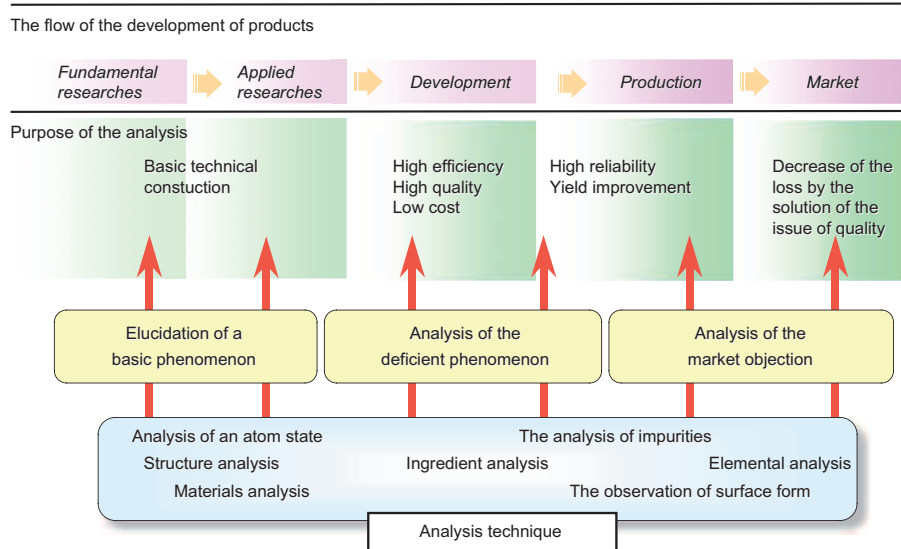 The flow of the development of products
Fundamental
researches
Applied
researches
Development
Production
Market
Purpose of the analysis
Basic technical
constuction
High efficiency
High quality
Low cost
High reliability
Yield improvement
Decrease of the
loss by the
solution of the
issue of quality
Elucidation of a
basic phenomenon
Analysis of the
deficient phenomenon
Analysis of the
market objection
Analysis of an atom state
The analysis of impurities
Structure analysis
Ingredient analysis
Elemental analysis
Materials analysis
The observation of surface form
Analysis technique